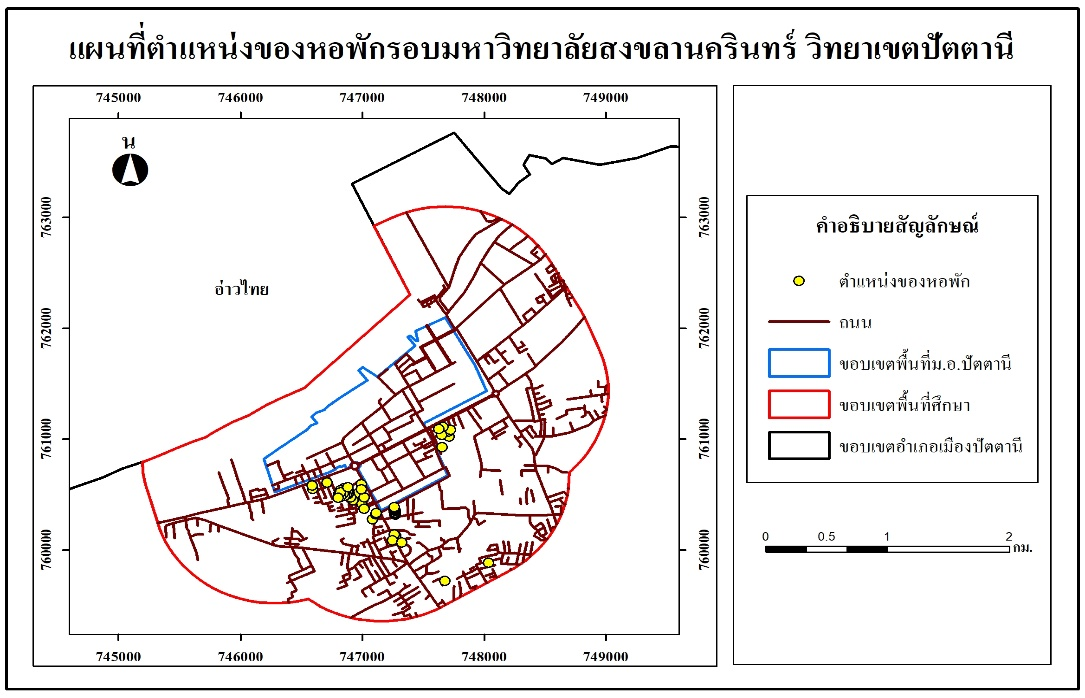 แผนที่ตำแหน่งของหอพักรอบมหาวิทยาลัยสงขลานครินทร์ วิทยาเขตปัตตานี
745000 746000 747000 748000 749000
น
763000 763000
อ่าวไทย
762000 762000
761000 761000
760000 760000
745000 746000 747000 748000 749000
คำอธิบายสัญลักษณ์
ตำแหน่งของหอพัก
ถนน
ขอบเขตพื้นที่ม.อ.ปัตตานี
ขอบเขตพื้นที่ศึกษา
ขอบเขตอำเภอเมืองปัตตานี
0 0.5 1 2
กม.